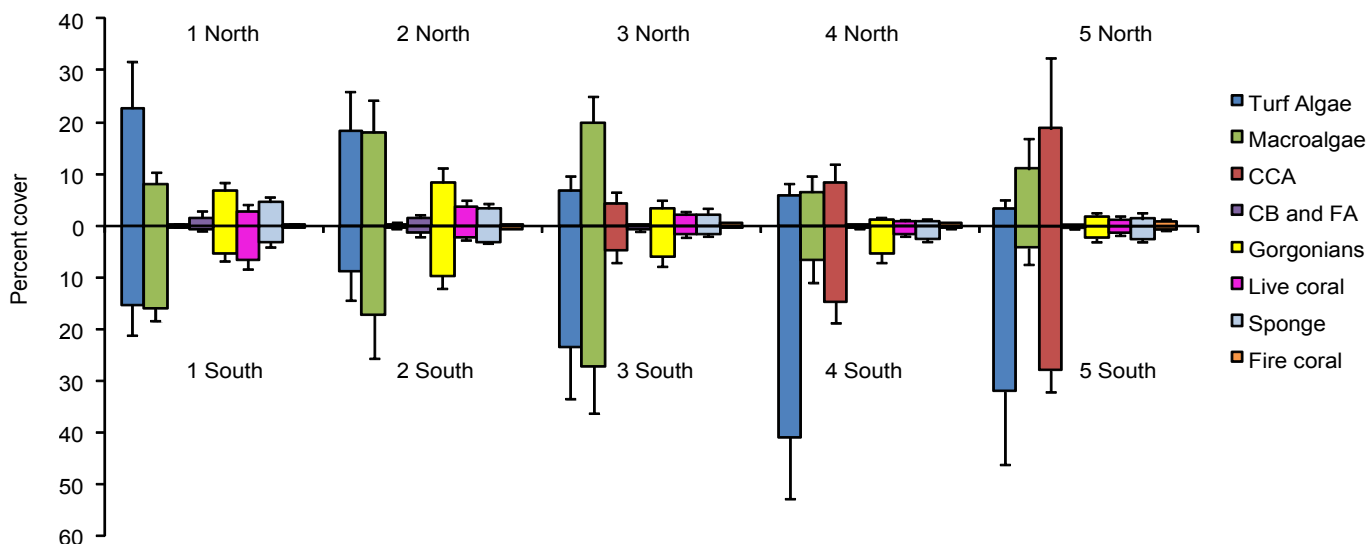 40
30
20
10
0
10
20
30
40
50
60
Percent cover
1 North 2 North 3 North 4 North 5 North
1 South 2 South 3 South 4 South 5 South
Turf Algae
Macroalgae
CCA
CB and FA
Gorgonians
Live coral
Sponge
Fire coral